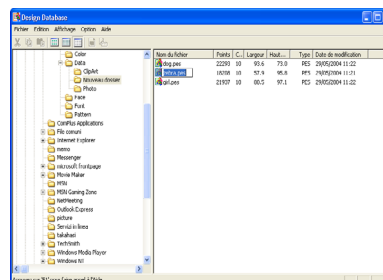 Design Database
Fichier Edition Affichage Option Aide
Nom du fichier Points C.. Largeur Haut... Type Date de modification
dog.pes 22293 10 93.6 73.0 PES 29/05/2004 11:22
zebra.pes 18208 10 57.9 95.8 PES 29/05/2004 11:21
girl.pes 21937 10 80.5 97.1 PES 29/05/2004 11:22
Color
Data
ClipArt
Nouveau dossier
Photo
Face
Font
Pattern
ComPlus Applications
File comuni
Internet Explorer
memo
Messenger
microsoft frontpage
Movie Maker
MSN
MSN Gaming Zone
NetMeeting
Outlook Express
picture
Servizi in linea
takahasi
TechSmith
Windows Media Player
Windows NT